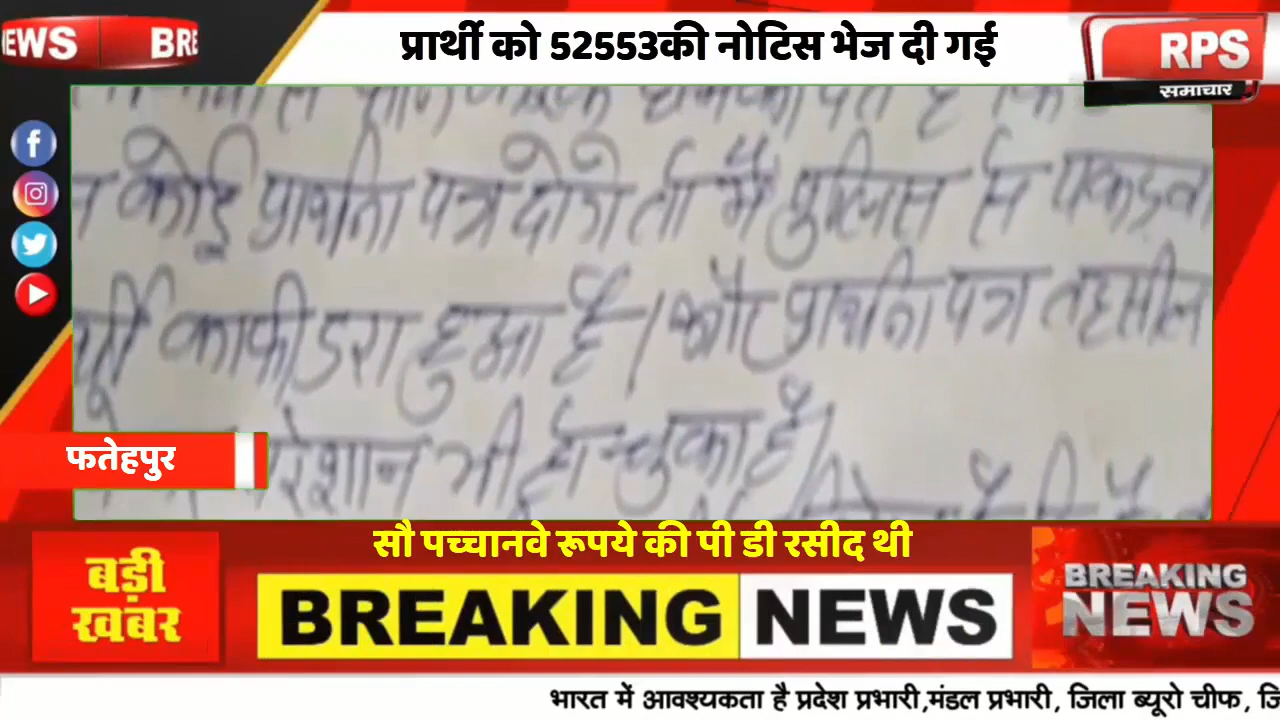 EWS BRE
प्रार्थी को 52553की नोटिस भेज दी गई
RPS
समाचार
कोई प्रार्थना पत्र दोगे तो मैं पुलिस से पकड़वा
काफी डरा हुआ है। और प्रार्थना पत्र तहसील
परेशान भी हो चुका है।
फतेहपुर
सौ पच्चानवे रूपये की पी डी रसीद थी
बड़ी
खबर
BREAKING NEWS
BREAKING
NEWS
भारत में आवश्यकता है प्रदेश प्रभारी,मंडल प्रभारी, जिला ब्यूरो चीफ, जि